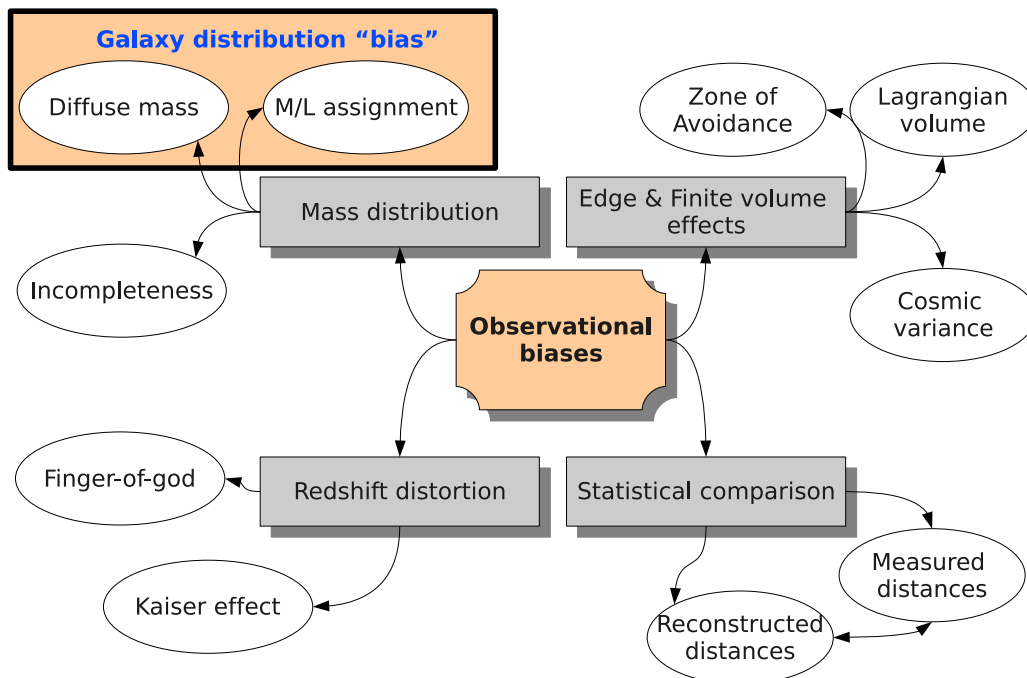 Galaxy distribution “bias”
Diffuse mass
M/L assignment
Zone of
Avoidance
Lagrangian
volume
Mass distribution
Edge & Finite volume
effects
Incompleteness
Cosmic
variance
Observational
biases
Finger-of-god
Redshift distortion
Statistical comparison
Kaiser effect
Measured
distances
Reconstructed
distances